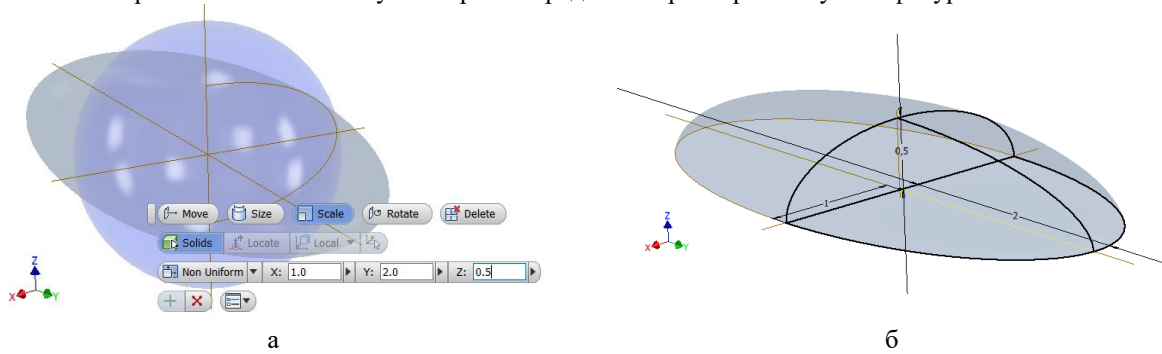 Move Size Scale Rotate Delete
Solids Locate Local
Non Uniform X: 1.0 Y: 2.0 Z: 0.5
Z
X Y
0,5
1
2
Z
X Y
а
б